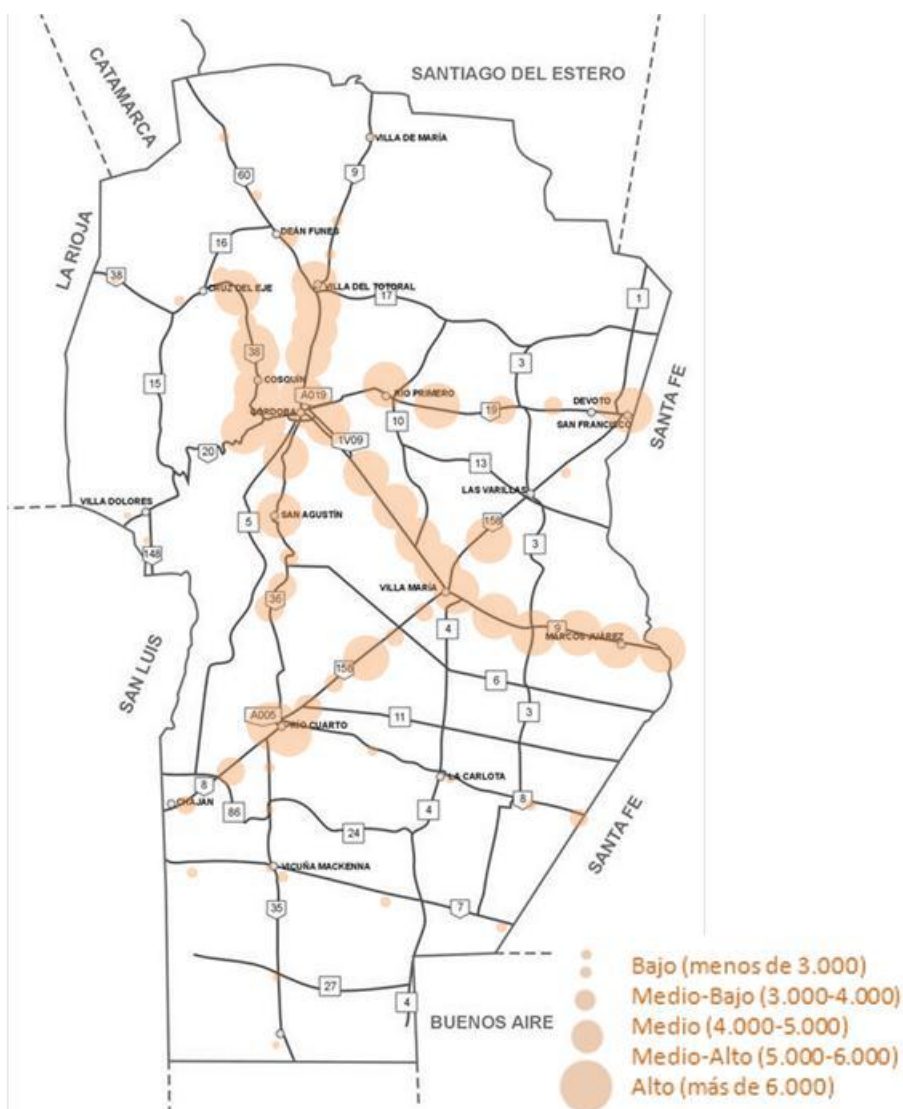 SANTIAGO DEL ESTERO
CATAMARCA
VILLA DE MARÍA
60
9
LA RIOJA
16
DEÁN FUNES
38
CRUZ DEL EJE
VILLA DEL TOTORAL
17
1
38
3
15
COSQUÍN
A019
RÍO PRIMERO
DEVOTO
CÓRDOBA
19
SAN FRANCISCO
SANTA FE
10
1V09
20
13
LAS VARILLAS
VILLA DOLORES
5
SAN AGUSTÍN
158
3
148
VILLA MARÍA
36
4
9
MARCOS JUÁREZ
SAN LUIS
158
6
A005
3
11
RÍO CUARTO
8
LA CARLOTA
8
CHAJAN
86
4
24
SANTA FE
VICUÑA MACKENNA
35
7
27
4
BUENOS AIRE
Bajo (menos de 3.000)
Medio-Bajo (3.000-4.000)
Medio (4.000-5.000)
Medio-Alto (5.000-6.000)
Alto (más de 6.000)